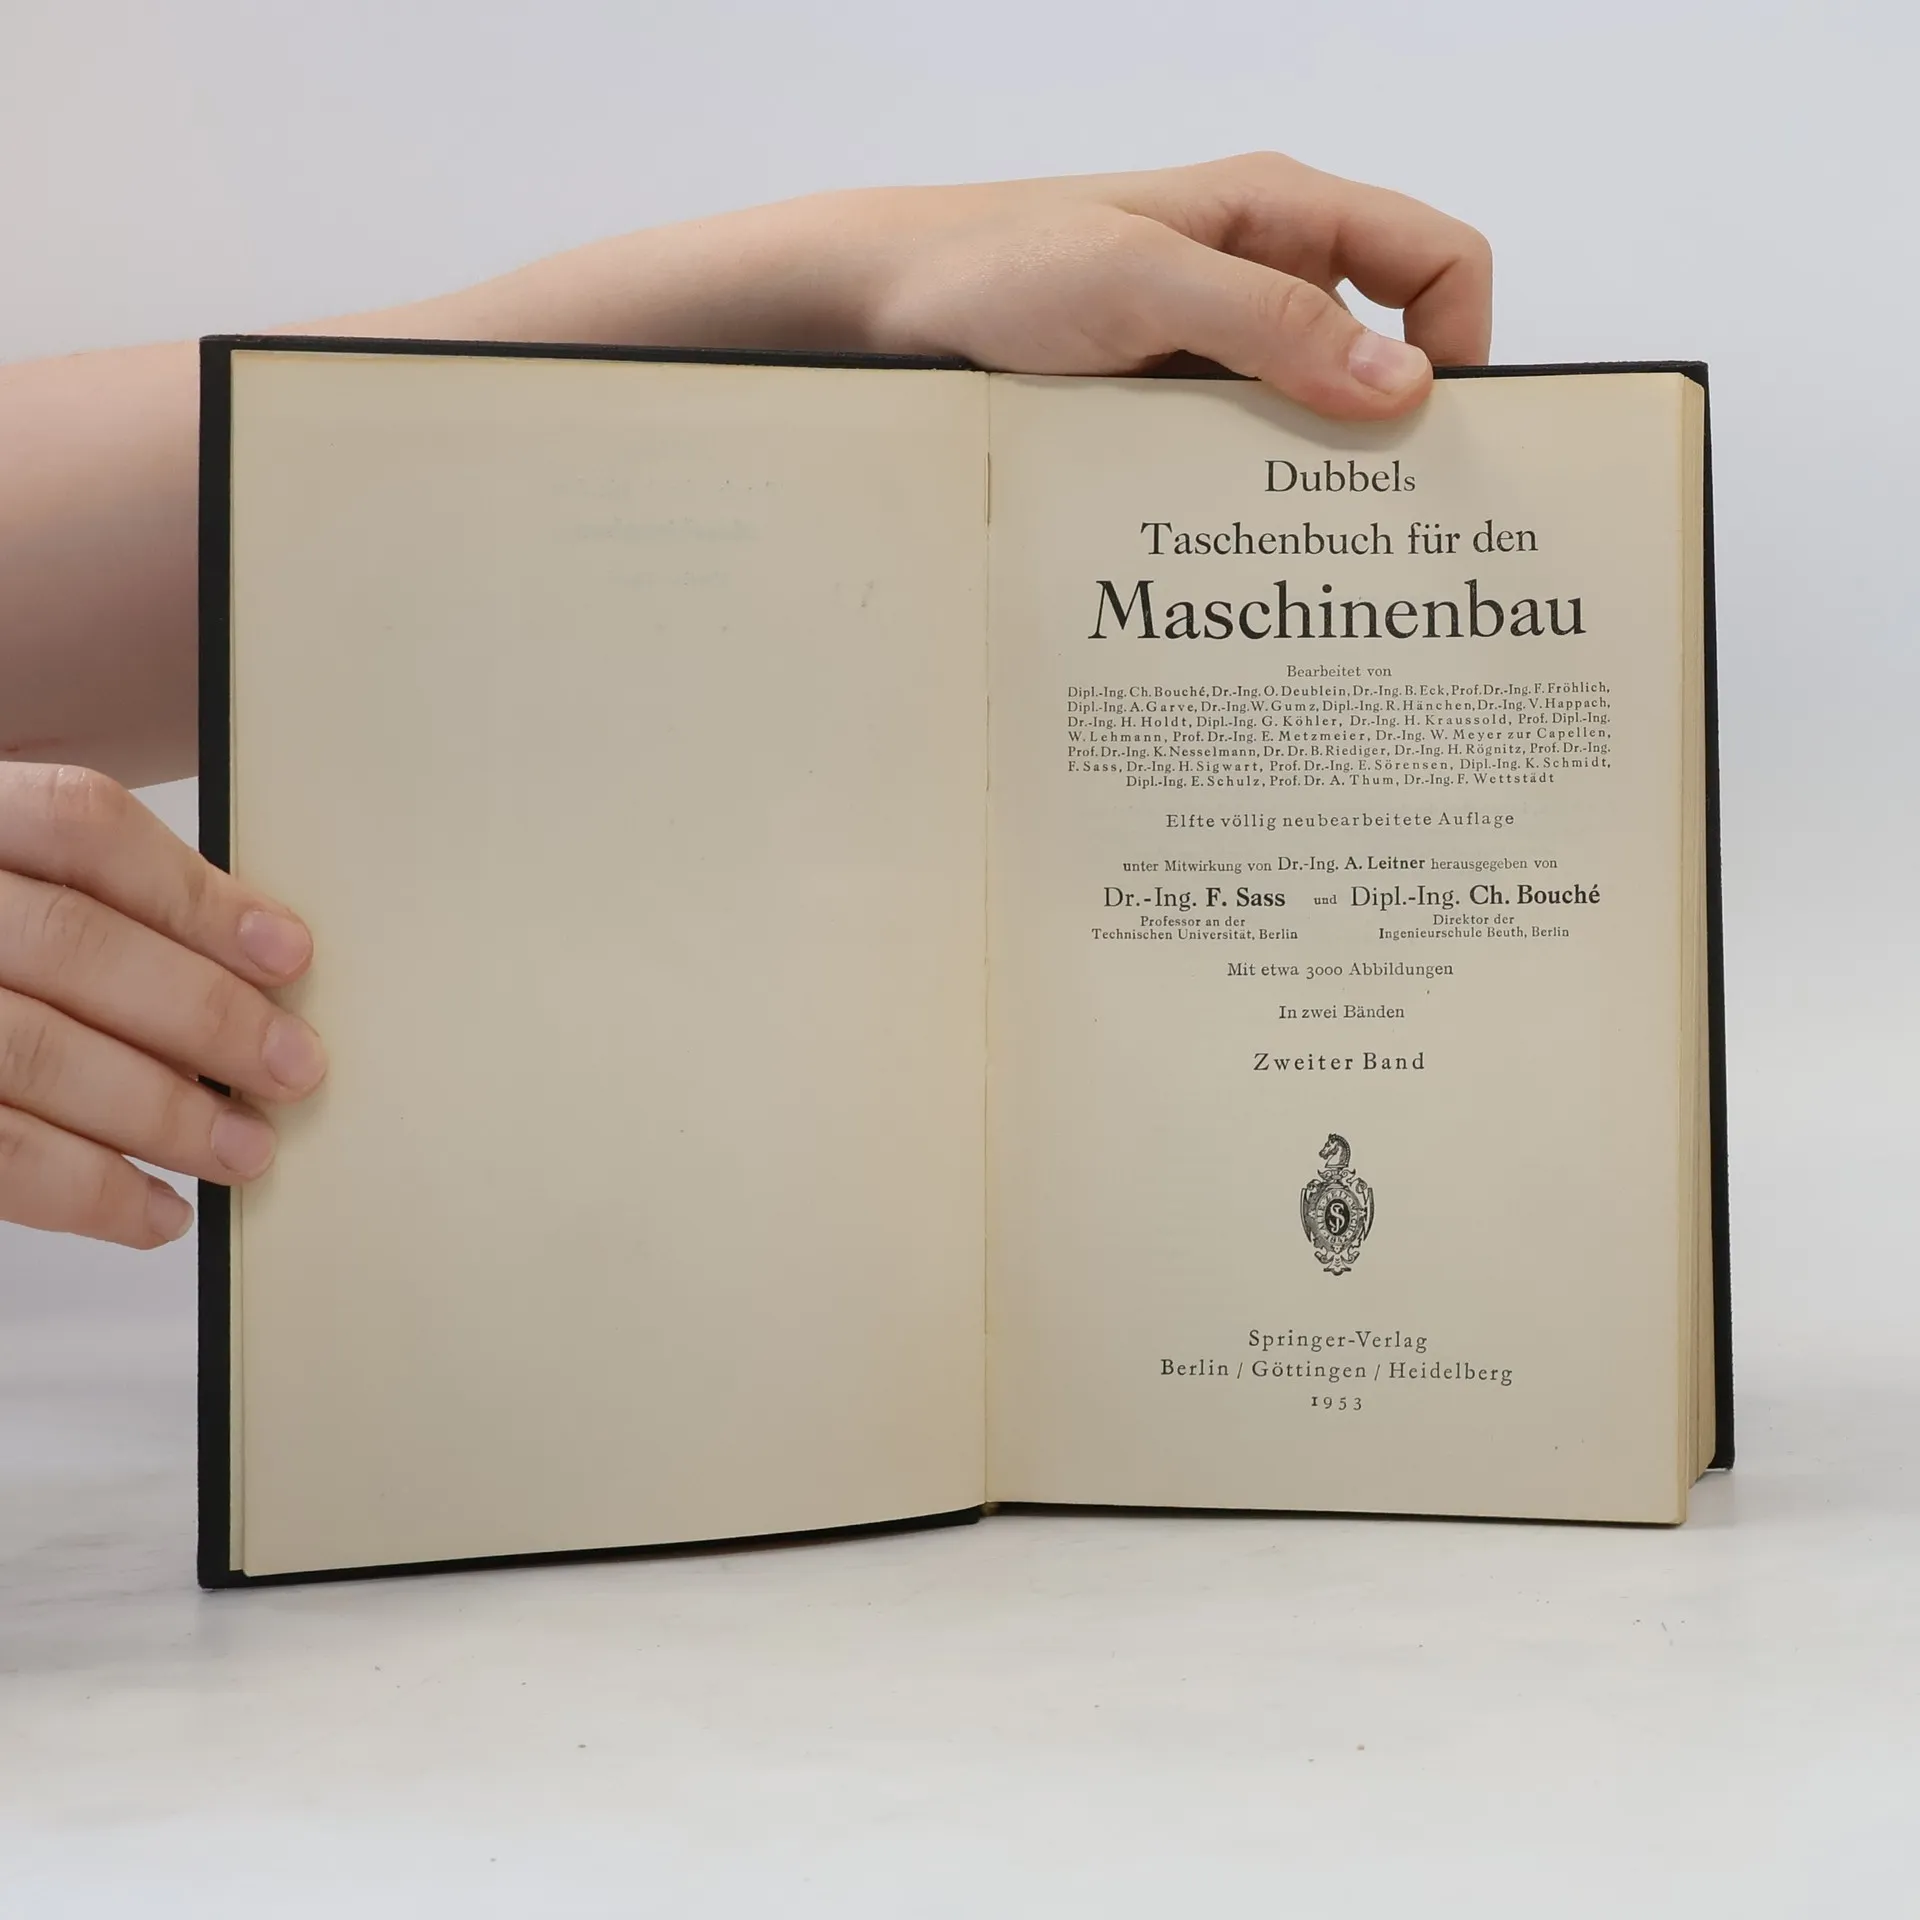 Dubbels
Taschenbuch für den
Maschinenbau
Bearbeitet von
Dipl.-Ing. Ch. Bouché, Dr.-Ing. O. Deublein, Dr.-Ing. B. Eck, Prof. Dr.-Ing. F. Fröhlich,
Dipl.-Ing. A. Garve, Dr.-Ing. W. Gumz, Dipl.-Ing. R. Hänchen, Dr.-Ing. V. Happach,
Dr.-Ing. H. Holdt, Dipl.-Ing. G. Köhler, Dr.-Ing. H. Kraussold, Prof. Dipl.-Ing.
W. Lehmann, Prof. Dr.-Ing. E. Metzmeier, Dr.-Ing. W. Meyer zur Capellen,
Prof. Dr.-Ing. K. Nesselmann, Dr. Dr. B. Riediger, Dr.-Ing. H. Rögnitz, Prof. Dr.-Ing.
F. Sass, Dr.-Ing. H. Sigwart, Prof. Dr.-Ing. E. Sörensen, Dipl.-Ing. K. Schmidt,
Dipl.-Ing. E. Schulz, Prof. Dr. A. Thum, Dr.-Ing. F. Wettstädt
Elfte völlig neubearbeitete Auflage
unter Mitwirkung von Dr.-Ing. A. Leitner herausgegeben von
Dr.-Ing. F. Sass und Dipl.-Ing. Ch. Bouché
Professor an der Direktor der
Technischen Universität, Berlin Ingenieurschule Beuth, Berlin
Mit etwa 3000 Abbildungen
In zwei Bänden
Zweiter Band
Springer-Verlag
Berlin / Göttingen / Heidelberg
1953